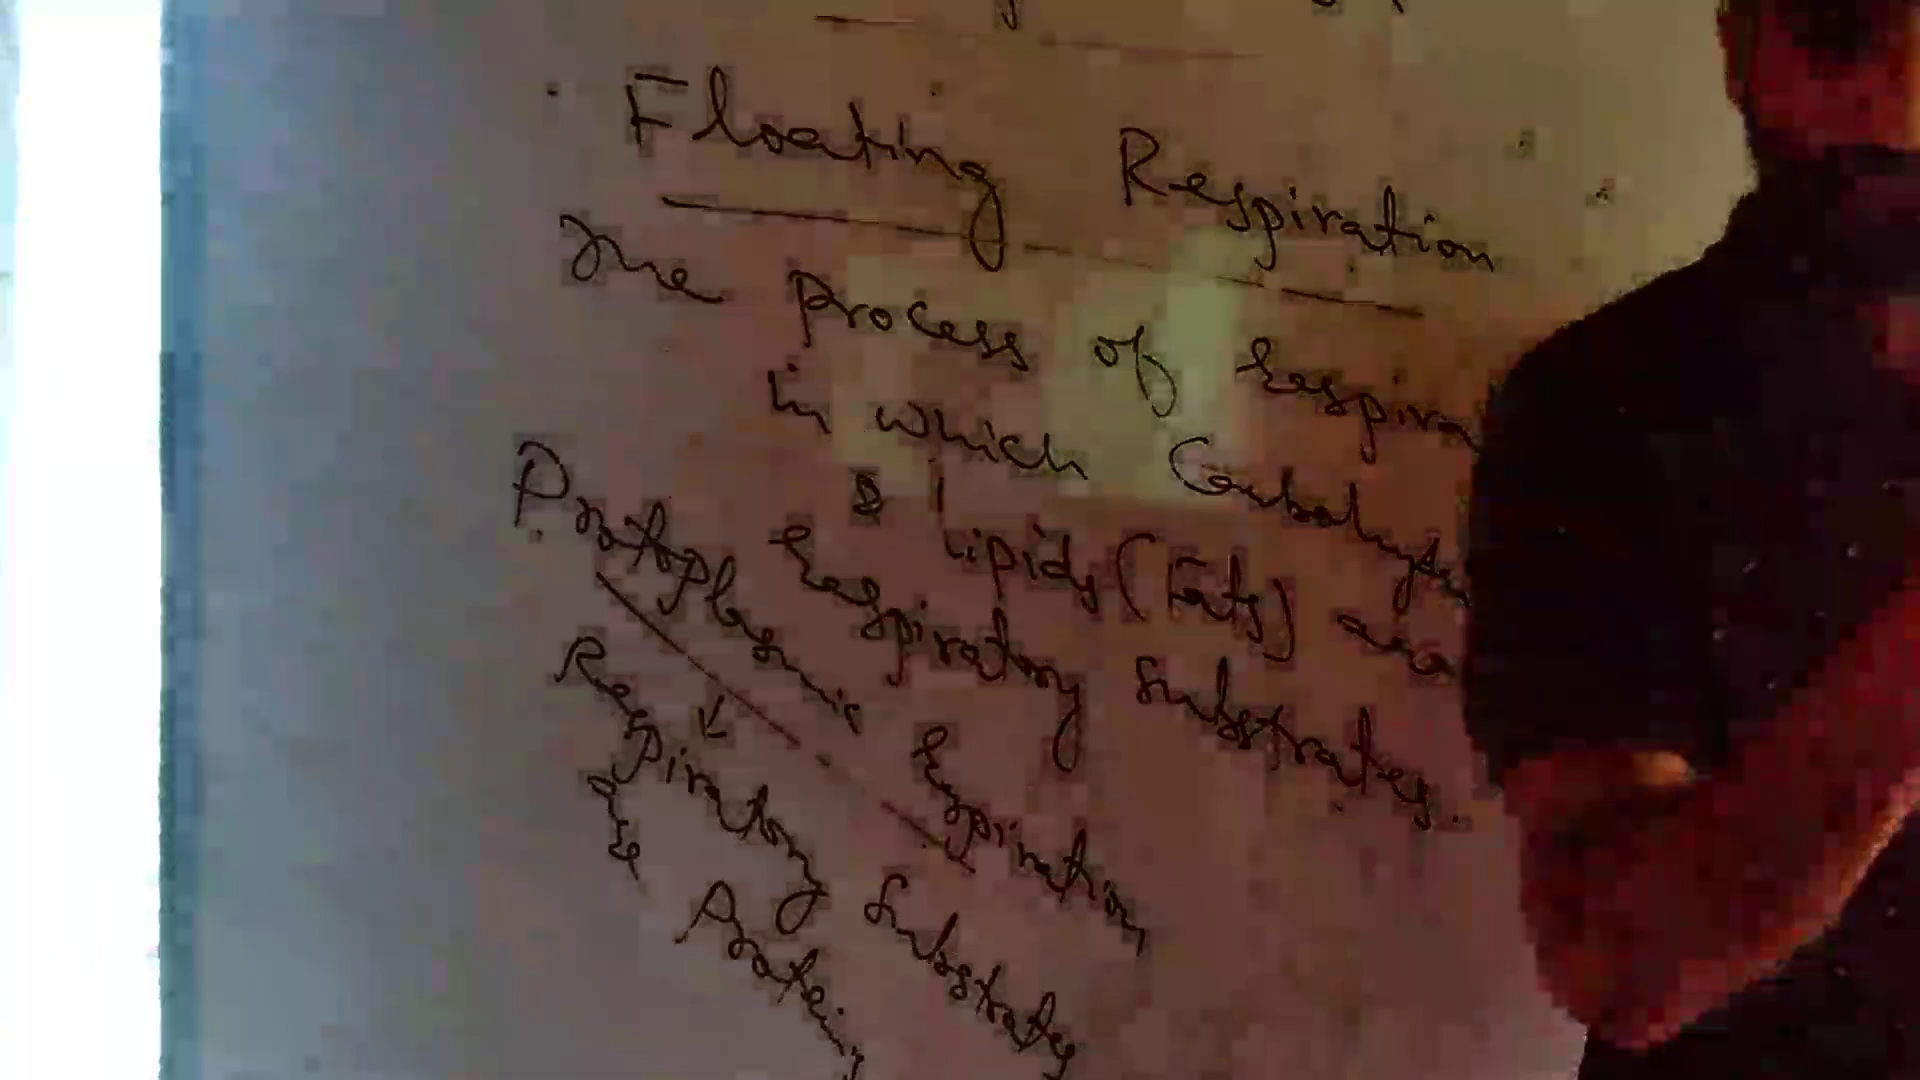 Floating Respiration
The Process of respira
in which Carbohydr
& Lipids (Fats) are
respiratory substrates.
Protoplasmic respiration
Respiratory substrates
are Protein